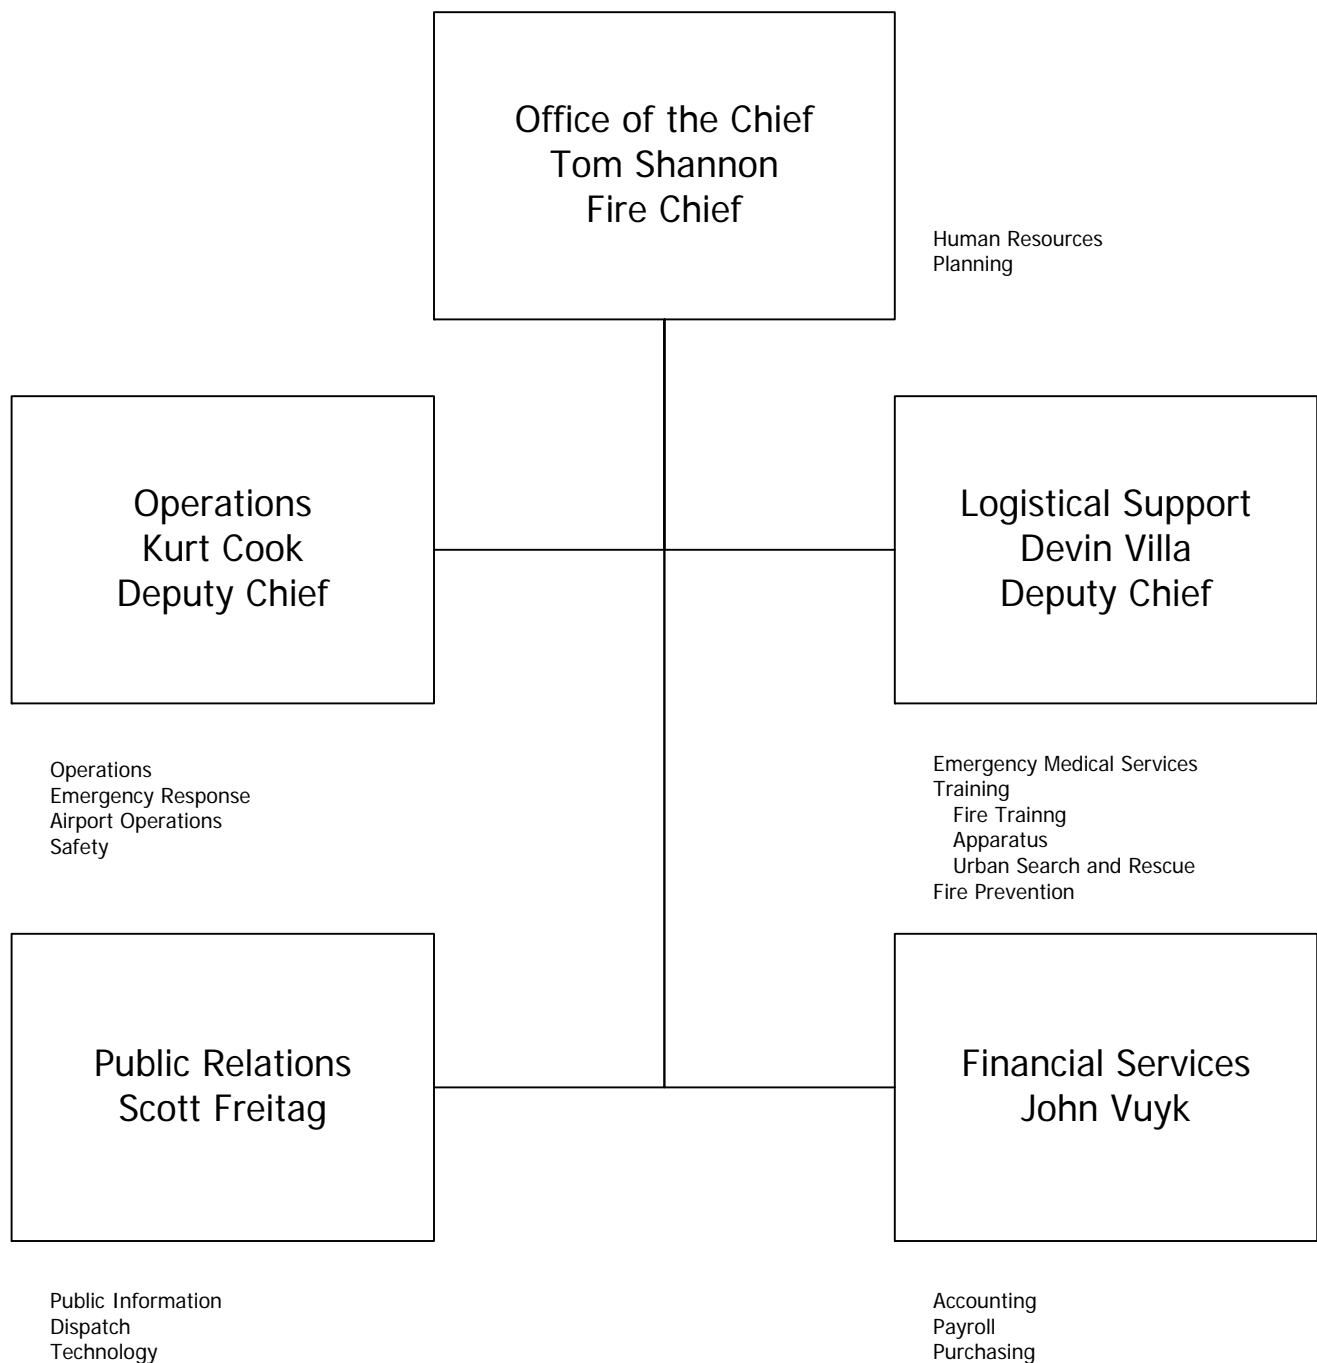 Office of the Chief
Tom Shannon
Fire Chief
Human Resources
Planning
Operations
Kurt Cook
Deputy Chief
Logistical Support
Devin Villa
Deputy Chief
Operations
Emergency Response
Airport Operations
Safety
Emergency Medical Services
Training
Fire Trainng
Apparatus
Urban Search and Rescue
Fire Prevention
Public Relations
Scott Freitag
Financial Services
John Vuyk
Public Information
Dispatch
Technology
Accounting
Payroll
Purchasing